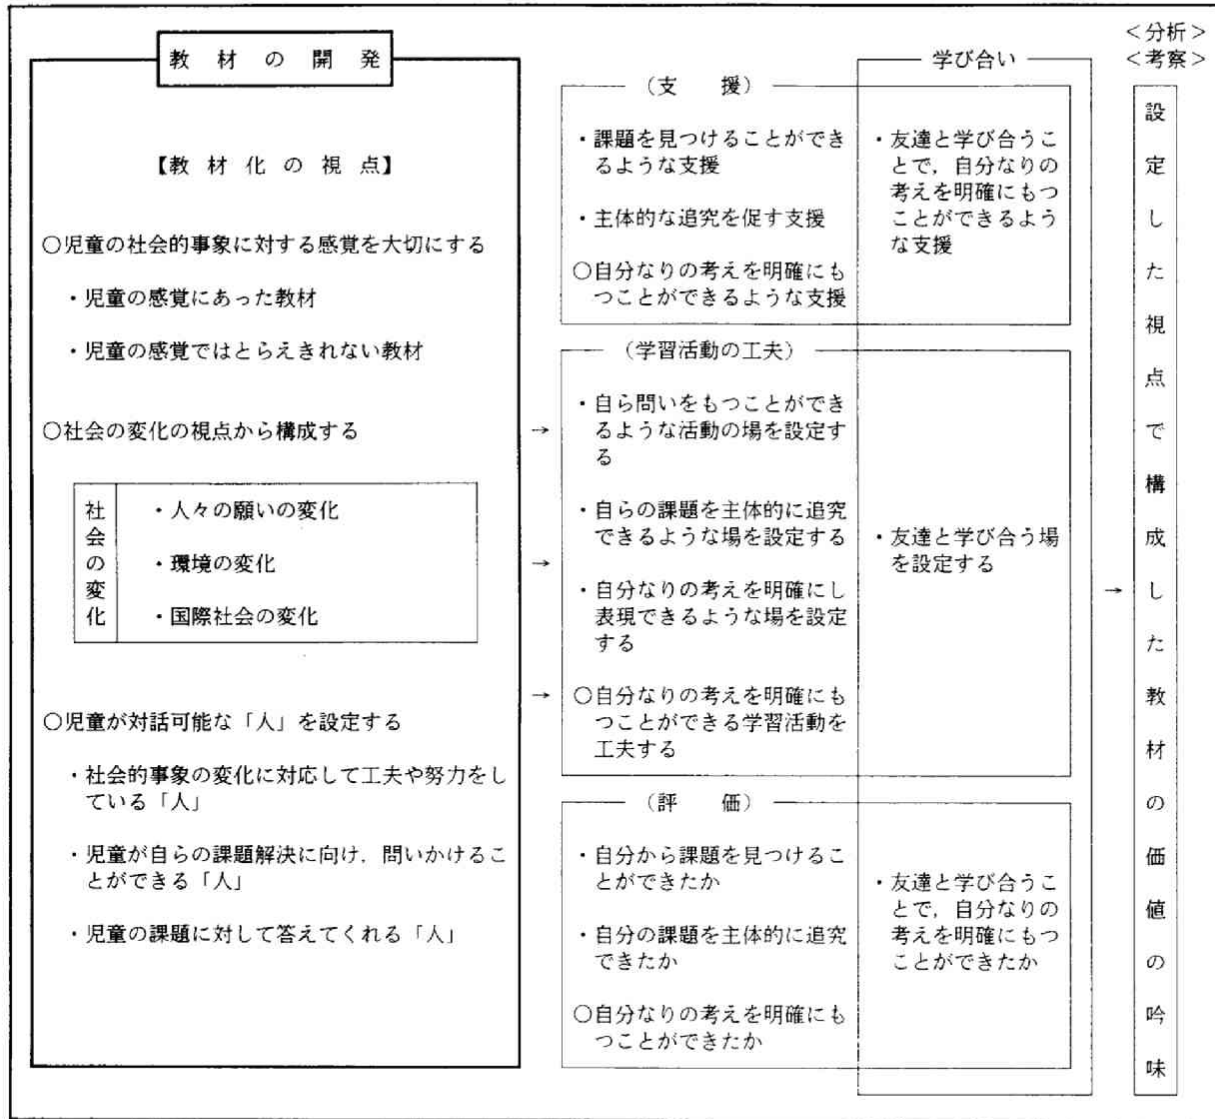 教材の開発
【教材化の視点】
○児童の社会的事象に対する感覚を大切にする
・児童の感覚にあった教材
・児童の感覚ではとらえきれない教材
○社会の変化の視点から構成する
社会の変化
・人々の願いの変化
・環境の変化
・国際社会の変化
○児童が対話可能な「人」を設定する
・社会的事象の変化に対応して工夫や努力をし
ている「人」
・児童が自らの課題解決に向け，問いかけるこ
とができる「人」
・児童の課題に対して答えてくれる「人」
→
→
→
（支　援）
・課題を見つけることができ
るような支援
・主体的な追究を促す支援
○自分なりの考えを明確にも
つことができるような支援
（学習活動の工夫）
・自ら問いをもつことができ
るような活動の場を設定す
る
・自らの課題を主体的に追究
できるような場を設定する
・自分なりの考えを明確にし
表現できるような場を設定
する
○自分なりの考えを明確にも
つことができる学習活動を
工夫する
（評　価）
・自分から課題を見つけるこ
とができたか
・自分の課題を主体的に追究
できたか
○自分なりの考えを明確にも
つことができたか
学び合い
・友達と学び合うこ
とで，自分なりの
考えを明確にもつ
ことができるよう
な支援
・友達と学び合う場
を設定する
・友達と学び合うこ
とで，自分なりの
考えを明確にもつ
ことができたか
→
＜分析＞
＜考察＞
設定した視点で構成した教材の価値の吟味